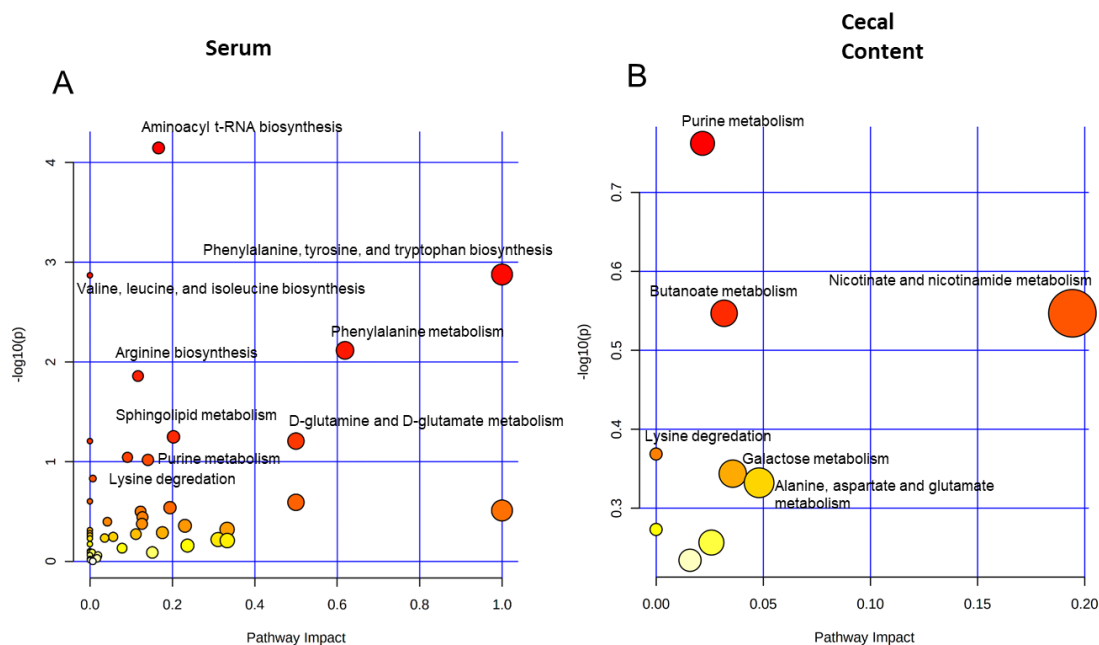 Serum
Cecal
Content
A
B
Aminoacyl t-RNA biosynthesis
Phenylalanine, tyrosine, and tryptophan biosynthesis
Valine, leucine, and isoleucine biosynthesis
Phenylalanine metabolism
Arginine biosynthesis
Sphingolipid metabolism
D-glutamine and D-glutamate metabolism
Purine metabolism
Lysine degredation
-log10(p)
4
3
2
1
0
0.0
0.2
0.4
0.6
0.8
1.0
Pathway Impact
Purine metabolism
Nicotinate and nicotinamide metabolism
Butanoate metabolism
Lysine degredation
Galactose metabolism
Alanine, aspartate and glutamate
metabolism
-log10(p)
0.7
0.6
0.5
0.4
0.3
0.00
0.05
0.10
0.15
0.20
Pathway Impact